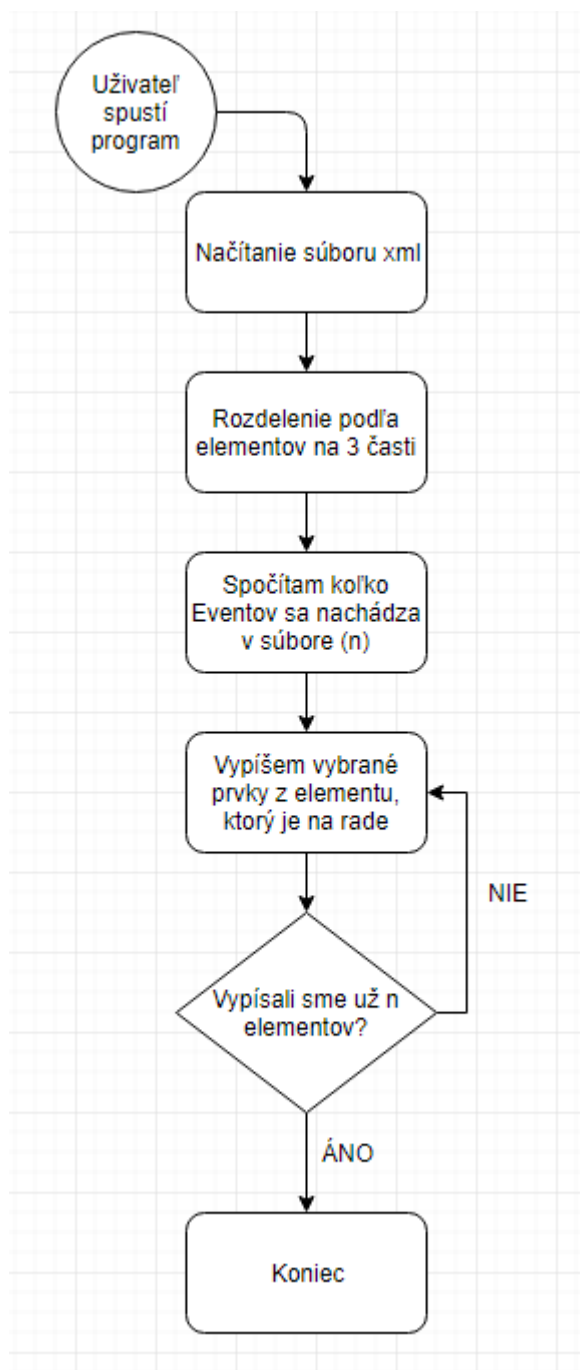 Uživateľ
spustí
program
Načítanie súboru xml
Rozdelenie podľa
elementov na 3 časti
Spočítam koľko
Eventov sa nachádza
v súbore (n)
Vypíšem vybrané
prvky z elementu,
ktorý je na rade
NIE
Vypísali sme už n
elementov?
ÁNO
Koniec